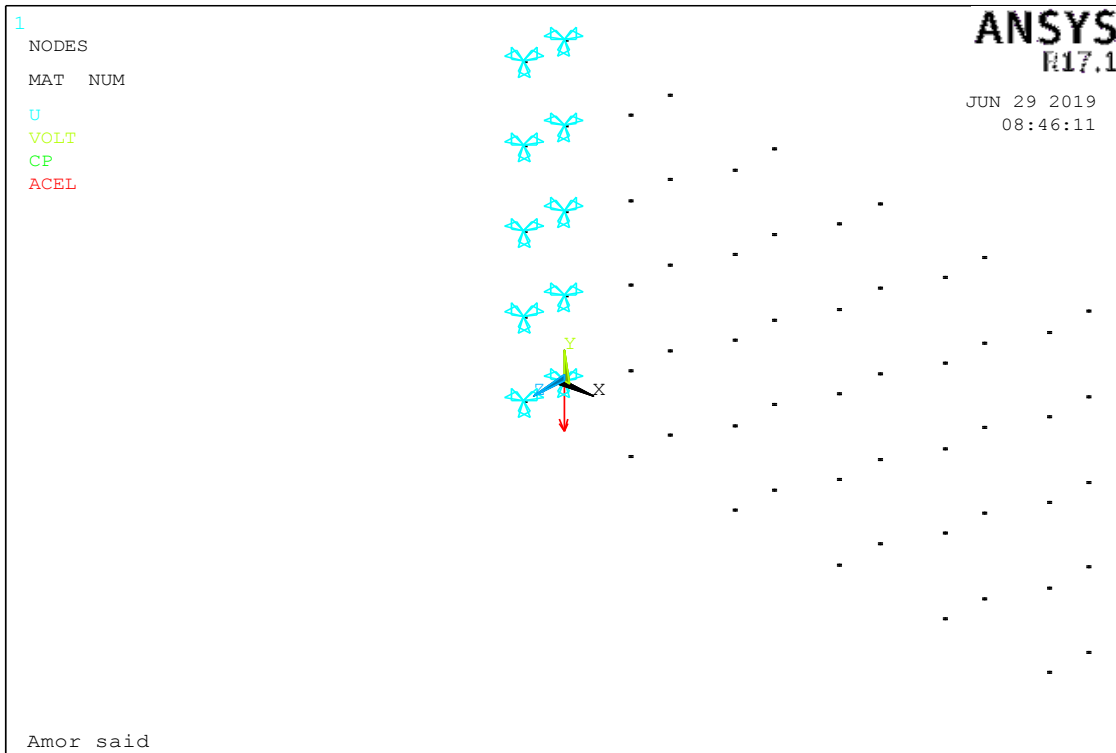 1
NODES
MAT NUM
U
VOLT
CP
ACEL
ANSYS
R17.1
JUN 29 2019
08:46:11
Y
Z
X
Amor said